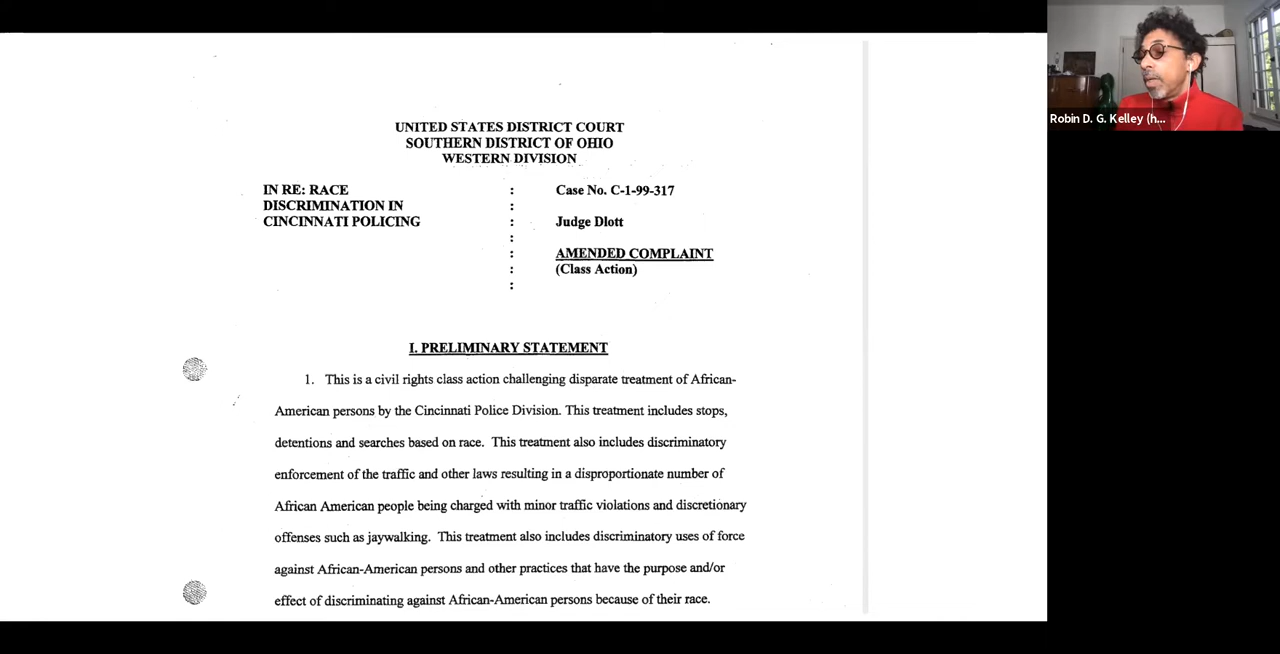 UNITED STATES DISTRICT COURT
SOUTHERN DISTRICT OF OHIO
WESTERN DIVISION
IN RE: RACE : Case No. C-1-99-317
DISCRIMINATION IN :
CINCINNATI POLICING : Judge Dlott
:
: AMENDED COMPLAINT
: (Class Action)
:
I. PRELIMINARY STATEMENT
1. This is a civil rights class action challenging disparate treatment of African-
American persons by the Cincinnati Police Division. This treatment includes stops,
detentions and searches based on race. This treatment also includes discriminatory
enforcement of the traffic and other laws resulting in a disproportionate number of
African American people being charged with minor traffic violations and discretionary
offenses such as jaywalking. This treatment also includes discriminatory uses of force
against African-American persons and other practices that have the purpose and/or
effect of discriminating against African-American persons because of their race.
Robin D. G. Kelley (h...